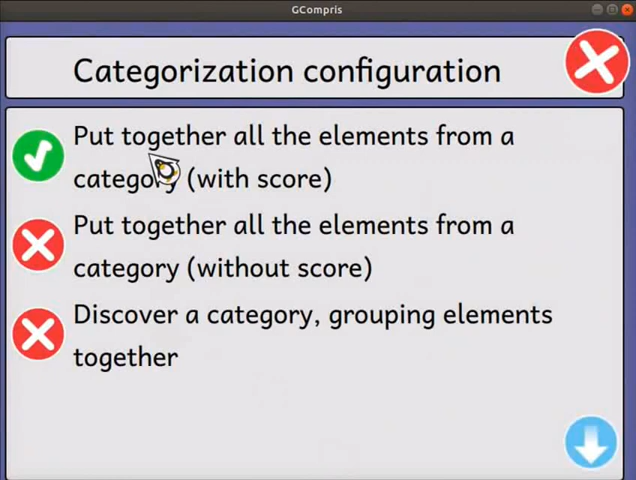 GCompris
Categorization configuration
Put together all the elements from a
category (with score)
Put together all the elements from a
category (without score)
Discover a category, grouping elements
together